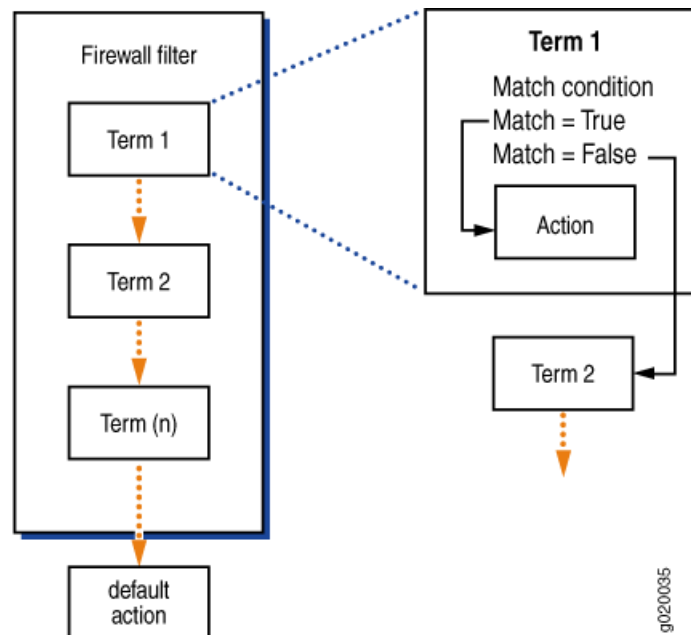 Firewall filter
Term 1
Term 2
Term (n)
default
action
Term 1
Match condition
Match = True
Match = False
Action
Term 2
g020035